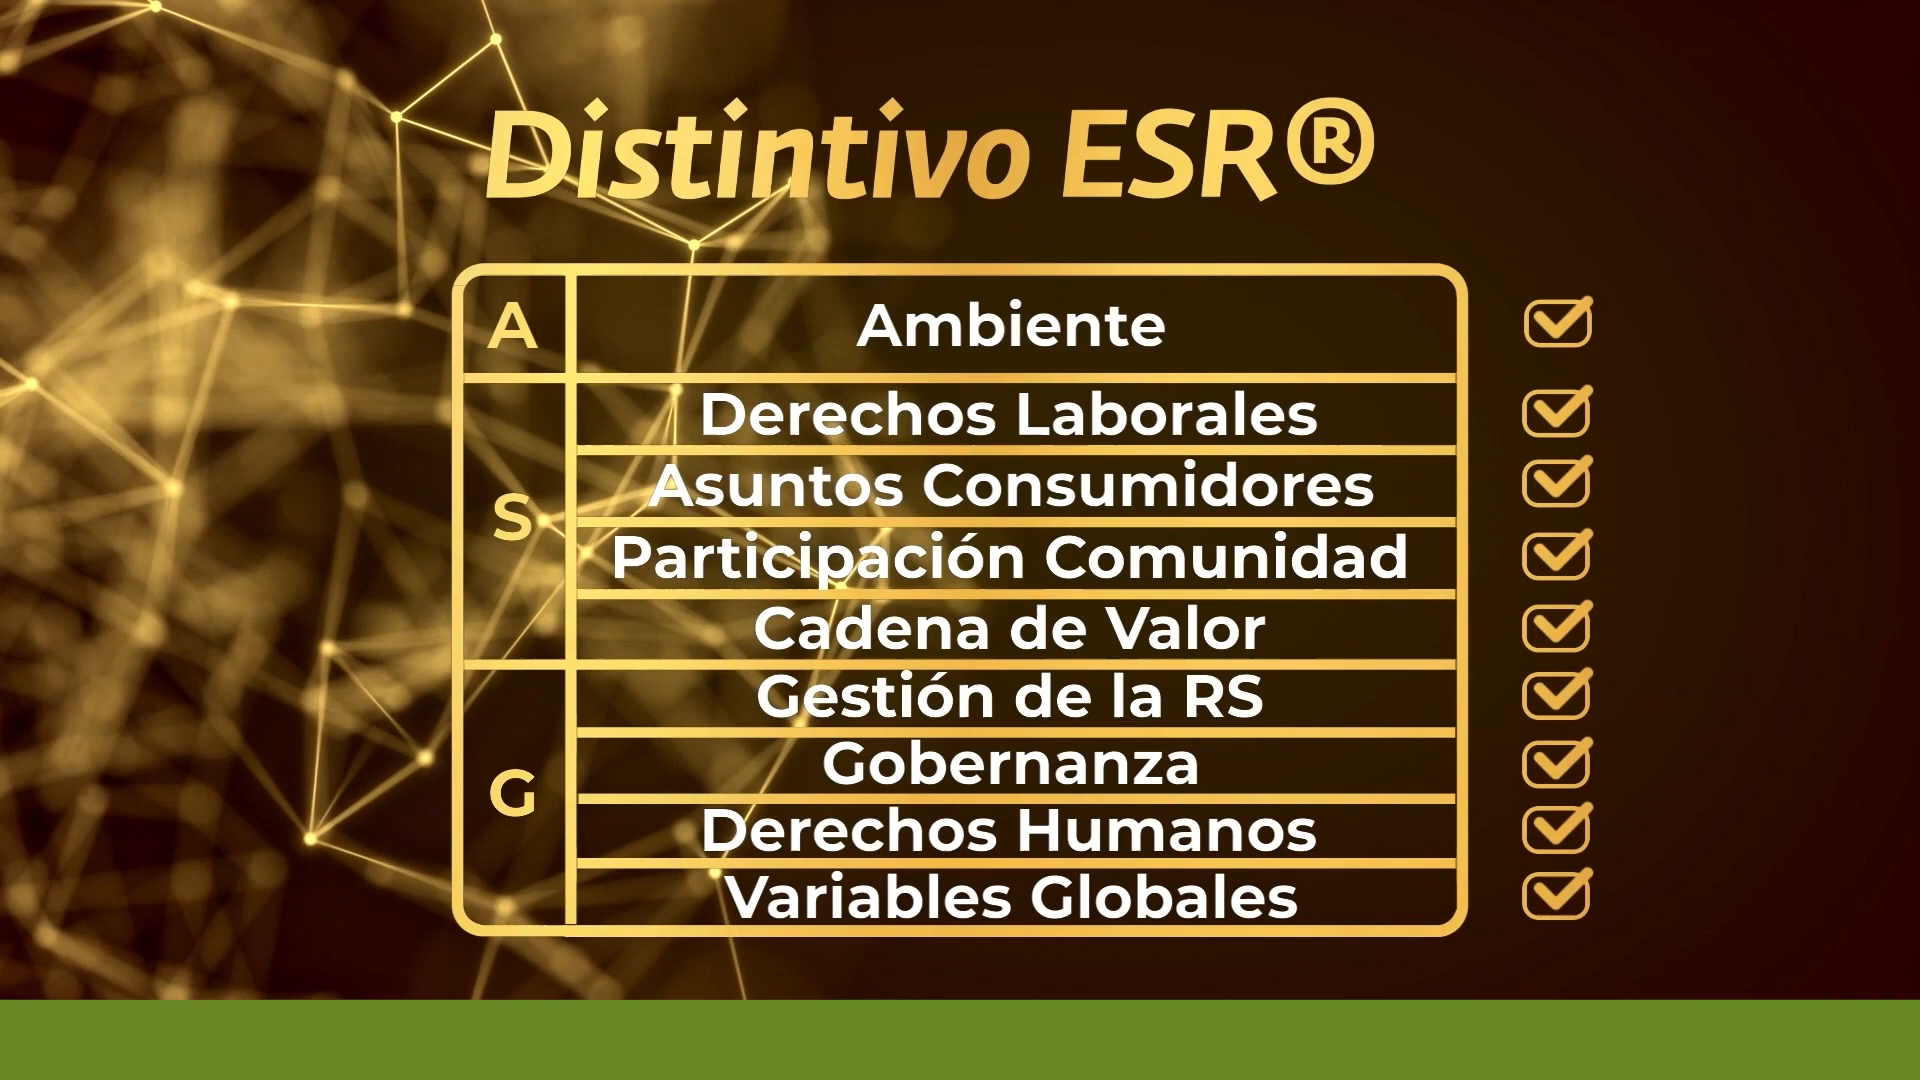 Distintivo ESR®
A
Ambiente
S
Derechos Laborales
Asuntos Consumidores
Participación Comunidad
Cadena de Valor
G
Gestión de la RS
Gobernanza
Derechos Humanos
Variables Globales